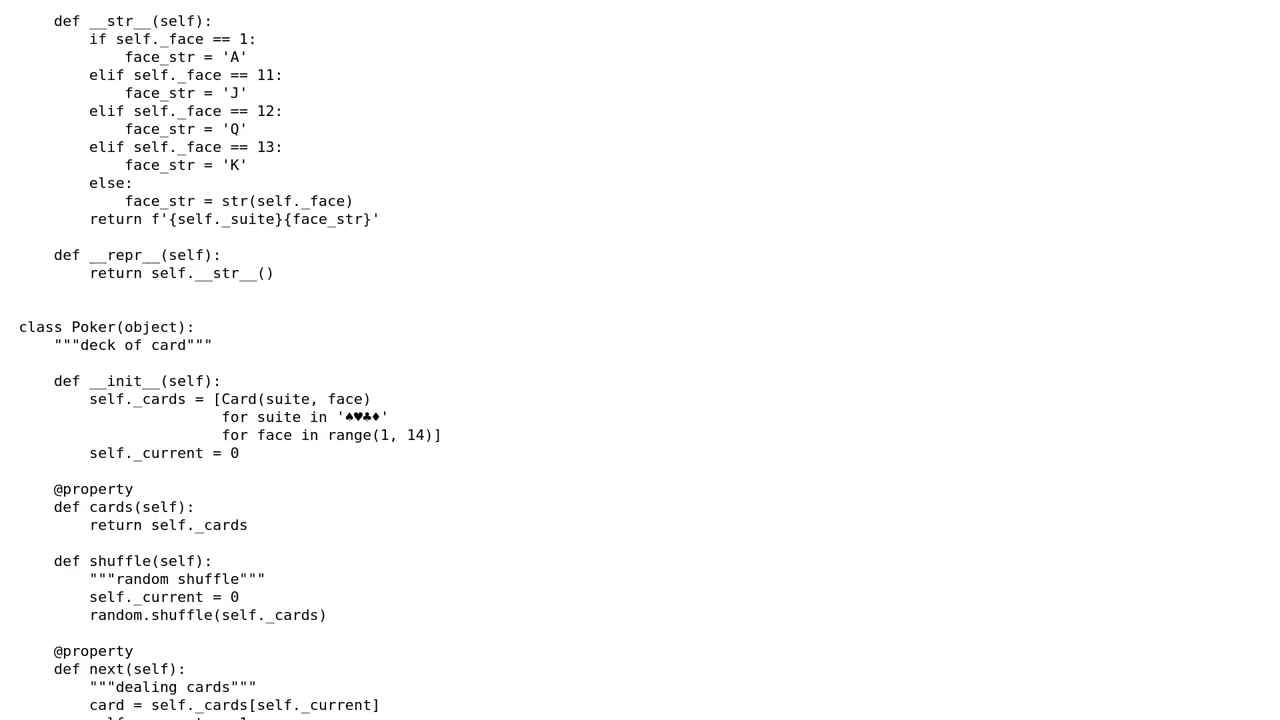 def __str__(self):
        if self._face == 1:
            face_str = 'A'
        elif self._face == 11:
            face_str = 'J'
        elif self._face == 12:
            face_str = 'Q'
        elif self._face == 13:
            face_str = 'K'
        else:
            face_str = str(self._face)
        return f'{self._suite}{face_str}'

    def __repr__(self):
        return self.__str__()


class Poker(object):
    """deck of card"""

    def __init__(self):
        self._cards = [Card(suite, face)
                       for suite in '♠♥♣♦'
                       for face in range(1, 14)]
        self._current = 0

    @property
    def cards(self):
        return self._cards

    def shuffle(self):
        """random shuffle"""
        self._current = 0
        random.shuffle(self._cards)

    @property
    def next(self):
        """dealing cards"""
        card = self._cards[self._current]